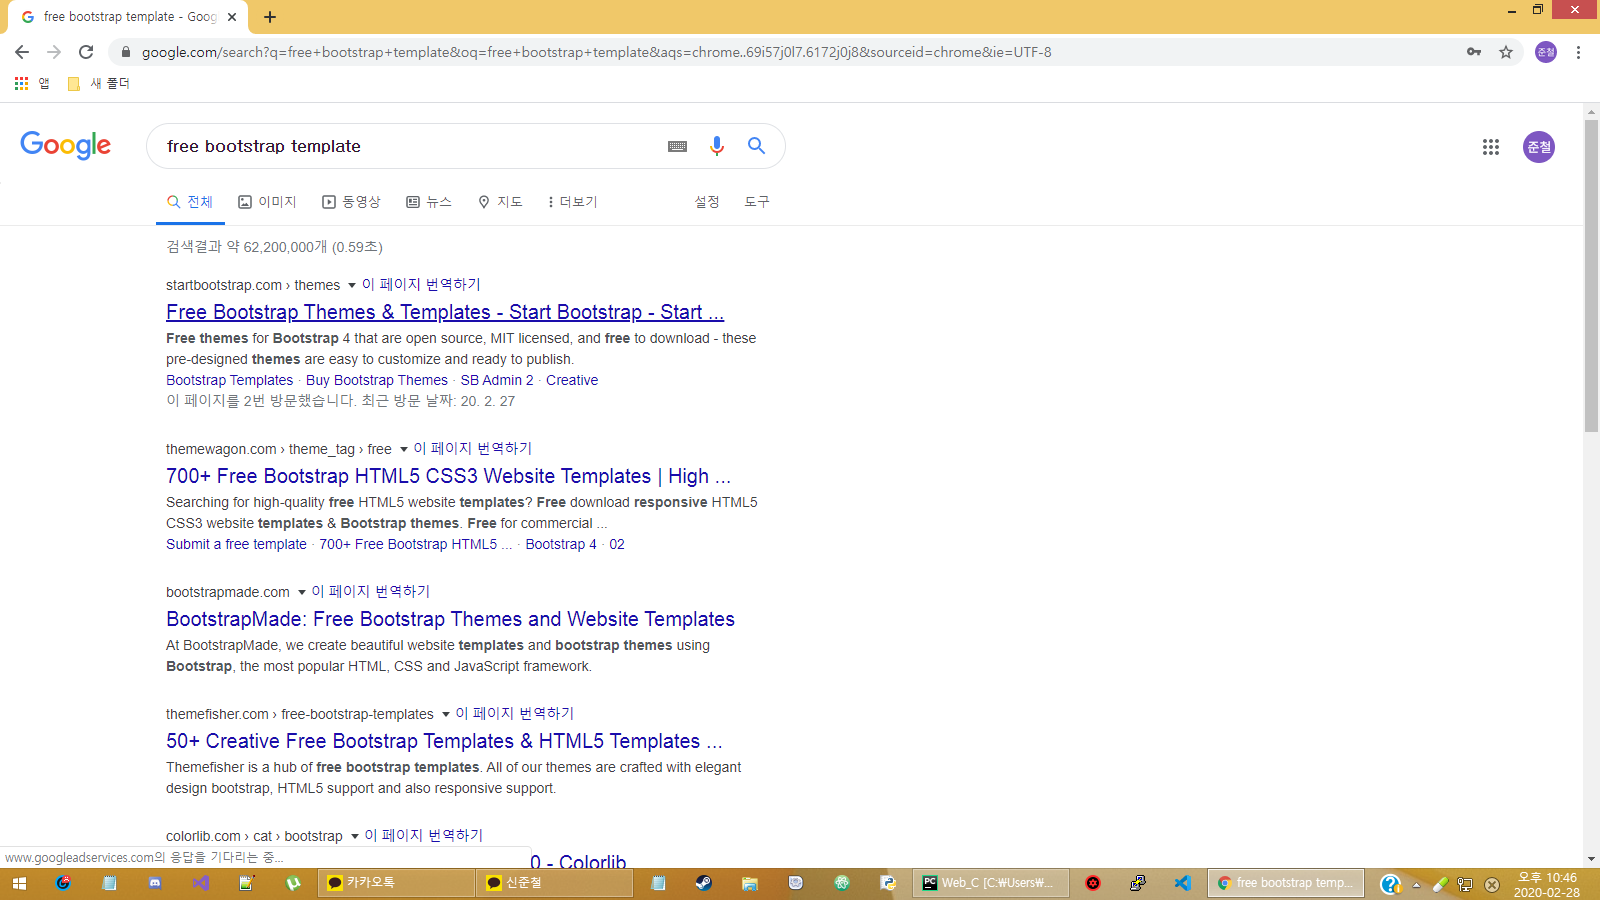 free bootstrap template - Goog
google.com/search?q=free+bootstrap+template&oq=free+bootstrap+template&aqs=chrome..69i57j0l7.6172j0j8&sourceid=chrome&ie=UTF-8
준철
앱
새 폴더
Google
free bootstrap template
준철
전체
이미지
동영상
뉴스
지도
더보기
설정
도구
검색결과 약 62,200,000개 (0.59초)
startbootstrap.com › themes 이 페이지 번역하기
Free Bootstrap Themes & Templates - Start Bootstrap - Start ...
Free themes for Bootstrap 4 that are open source, MIT licensed, and free to download - these
pre-designed themes are easy to customize and ready to publish.
Bootstrap Templates · Buy Bootstrap Themes · SB Admin 2 · Creative
이 페이지를 2번 방문했습니다. 최근 방문 날짜: 20. 2. 27
themewagon.com › theme_tag › free 이 페이지 번역하기
700+ Free Bootstrap HTML5 CSS3 Website Templates | High ...
Searching for high-quality free HTML5 website templates? Free download responsive HTML5
CSS3 website templates & Bootstrap themes. Free for commercial ...
Submit a free template · 700+ Free Bootstrap HTML5 ... · Bootstrap 4 · 02
bootstrapmade.com 이 페이지 번역하기
BootstrapMade: Free Bootstrap Themes and Website Templates
At BootstrapMade, we create beautiful website templates and bootstrap themes using
Bootstrap, the most popular HTML, CSS and JavaScript framework.
themefisher.com › free-bootstrap-templates 이 페이지 번역하기
50+ Creative Free Bootstrap Templates & HTML5 Templates ...
Themefisher is a hub of free bootstrap templates. All of our themes are crafted with elegant
design bootstrap, HTML5 support and also responsive support.
colorlib.com › cat › bootstrap 이 페이지 번역하기
0 - Colorlib
www.googleadservices.com의 응답을 기다리는 중...
카카오톡
신준철
Web_C [C:₩Users₩...
free bootstrap temp...
오후 10:46
2020-02-28